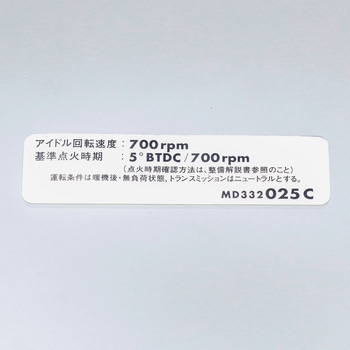 アイドル回転速度：700rpm
基準点火時期：5°BTDC/700rpm
(点火時期確認方法は、整備解説書参照のこと)
運転条件は暖機後・無負荷状態,トランスミッションはニュートラルとする。
MD332025C